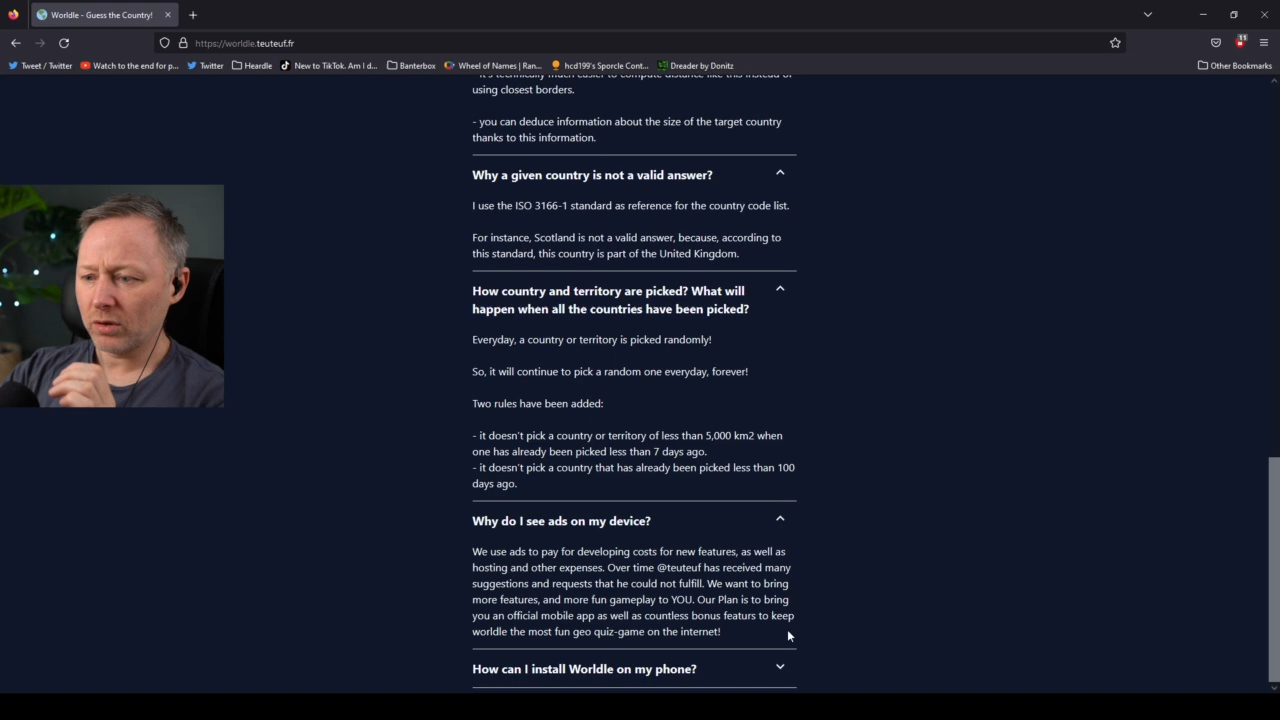 Worldle - Guess the Country!
https://worldle.teuteuf.fr
11
Tweet / Twitter
Watch to the end for p...
Twitter
Heardle
New to TikTok. Am I d...
Banterbox
Wheel of Names | Ran...
hcd199's Sporcle Cont...
Dreader by Donitz
Other Bookmarks
- it's technically much easier to compute distance like this instead of
using closest borders.
- you can deduce information about the size of the target country
thanks to this information.
Why a given country is not a valid answer?
I use the ISO 3166-1 standard as reference for the country code list.
For instance, Scotland is not a valid answer, because, according to
this standard, this country is part of the United Kingdom.
How country and territory are picked? What will
happen when all the countries have been picked?
Everyday, a country or territory is picked randomly!
So, it will continue to pick a random one everyday, forever!
Two rules have been added:
- it doesn't pick a country or territory of less than 5,000 km2 when
one has already been picked less than 7 days ago.
- it doesn't pick a country that has already been picked less than 100
days ago.
Why do I see ads on my device?
We use ads to pay for developing costs for new features, as well as
hosting and other expenses. Over time @teuteuf has received many
suggestions and requests that he could not fulfill. We want to bring
more features, and more fun gameplay to YOU. Our Plan is to bring
you an official mobile app as well as countless bonus featurs to keep
worldle the most fun geo quiz-game on the internet!
How can I install Worldle on my phone?